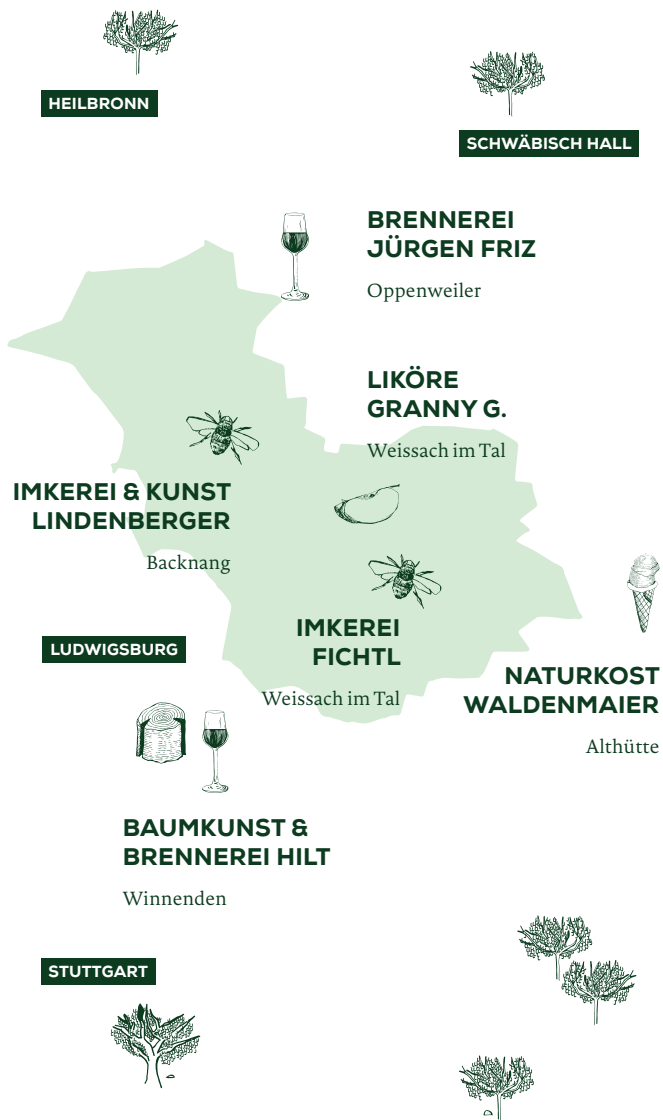 HEILBRONN
SCHWÄBISCH HALL
BRENNEREI
JÜRGEN FRIZ
Oppenweiler
LIKÖRE
GRANNY G.
Weissach im Tal
IMKEREI & KUNST
LINDENBERGER
Backnang
IMKEREI
FICHTL
Weissach im Tal
LUDWIGSBURG
NATURKOST
WALDENMAIER
Althütte
BAUMKUNST &
BRENNEREI HILT
Winnenden
STUTTGART